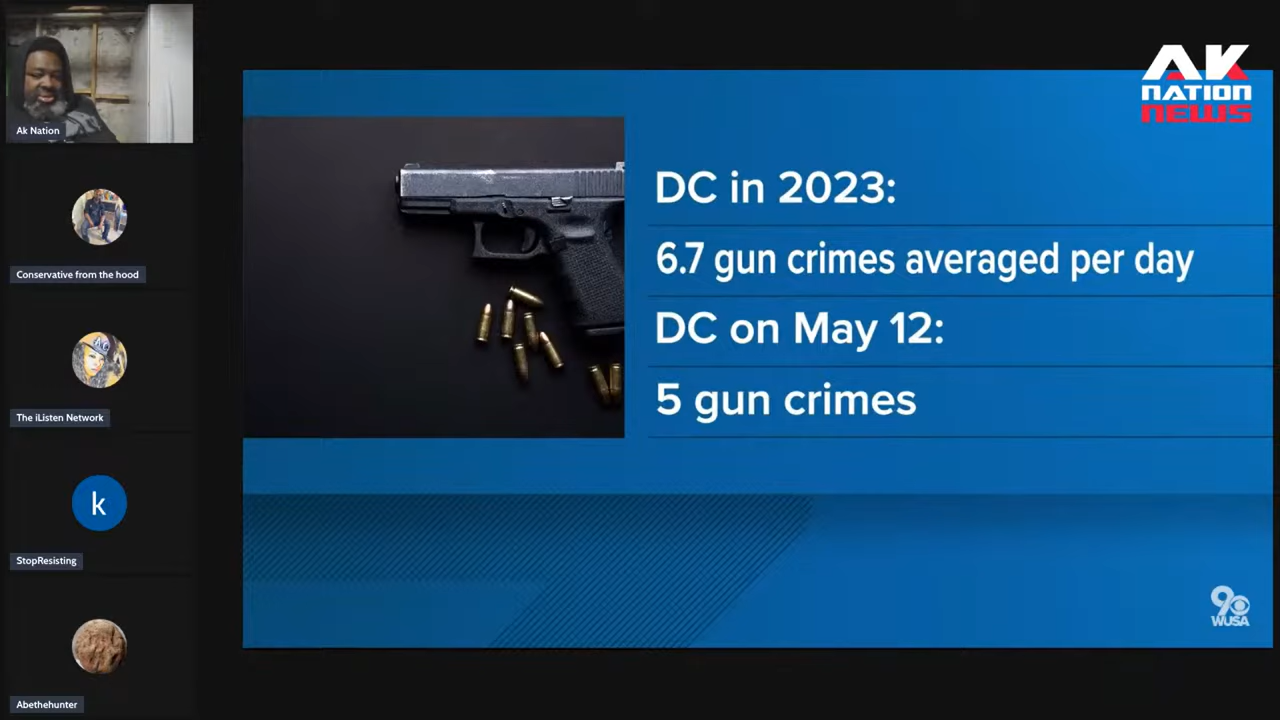 Ak Nation
Conservative from the hood
The iListen Network
k
StopResisting
Abethehunter
AK
NATION
NEWS
DC in 2023:
6.7 gun crimes averaged per day
DC on May 12:
5 gun crimes
9
WUSA